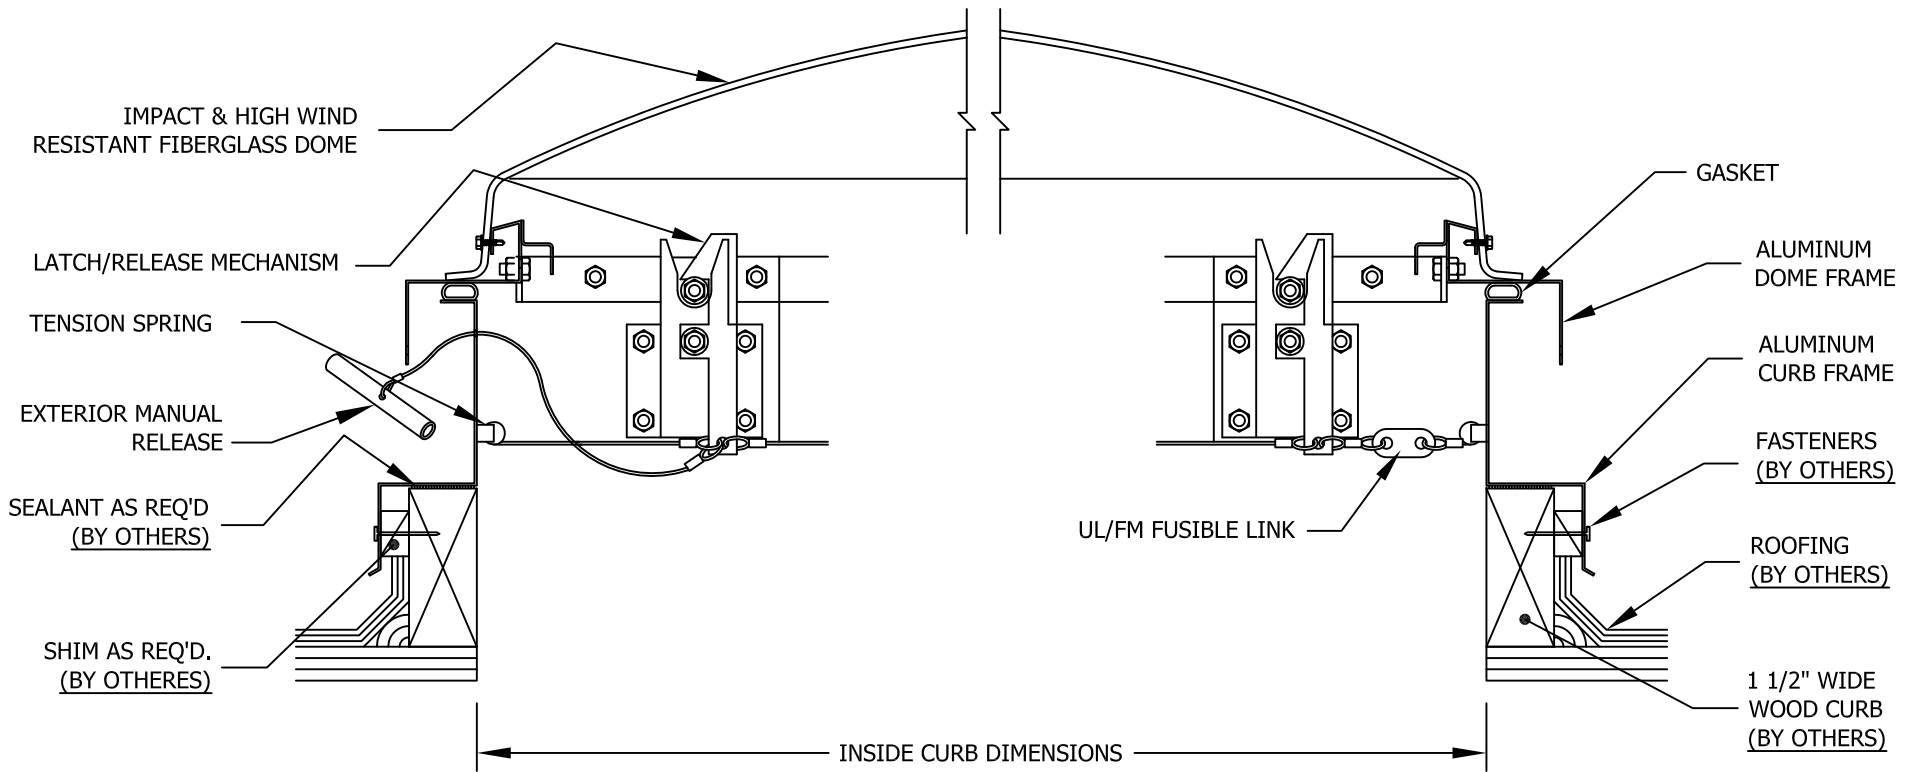 IMPACT & HIGH WIND
RESISTANT FIBERGLASS DOME
LATCH/RELEASE MECHANISM
TENSION SPRING
EXTERIOR MANUAL
RELEASE
SEALANT AS REQ'D
(BY OTHERS)
SHIM AS REQ'D.
(BY OTHERES)
GASKET
ALUMINUM
DOME FRAME
ALUMINUM
CURB FRAME
FASTENERS
(BY OTHERS)
UL/FM FUSIBLE LINK
ROOFING
(BY OTHERS)
1 1/2" WIDE
WOOD CURB
(BY OTHERS)
INSIDE CURB DIMENSIONS